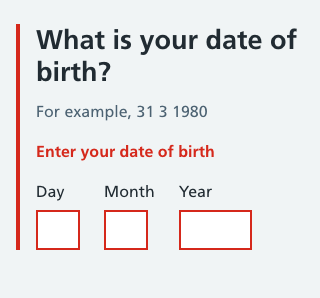 What is your date of
birth?
For example, 31 3 1980
Enter your date of birth
Day Month Year